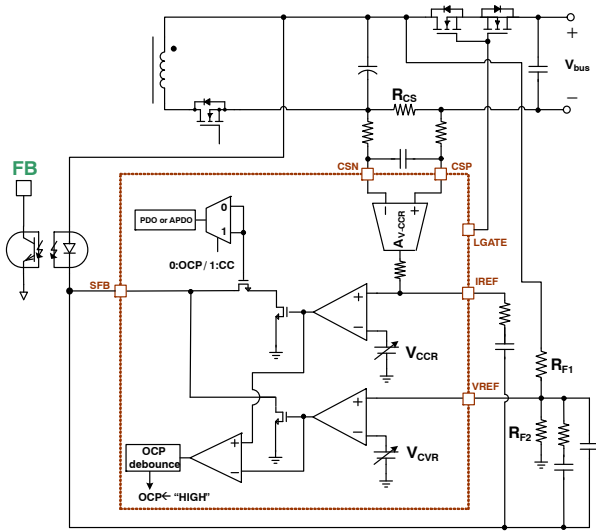 +
Vbus
−
RCS
FB
CSN
CSP
PDO or APDO
0
1
−
+
AV-CCR
LGATE
0:OCP / 1:CC
SFB
IREF
+
−
VCCR
RF1
VREF
+
−
VCVR
RF2
OCP
debounce
+
−
OCP← “HIGH”